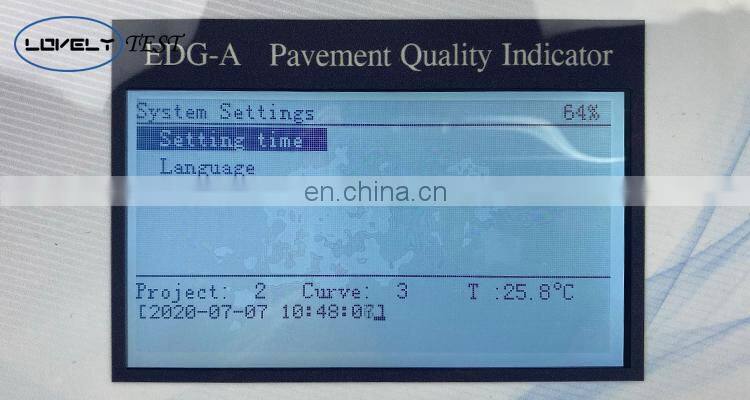 LOVELY TEST
EDG-A Pavement Quality Indicator
System Settings 64%
Setting time
Language
en.china.cn
Project: 2 Curve: 3 T :25.8℃
[2020-07-07 10:48:0